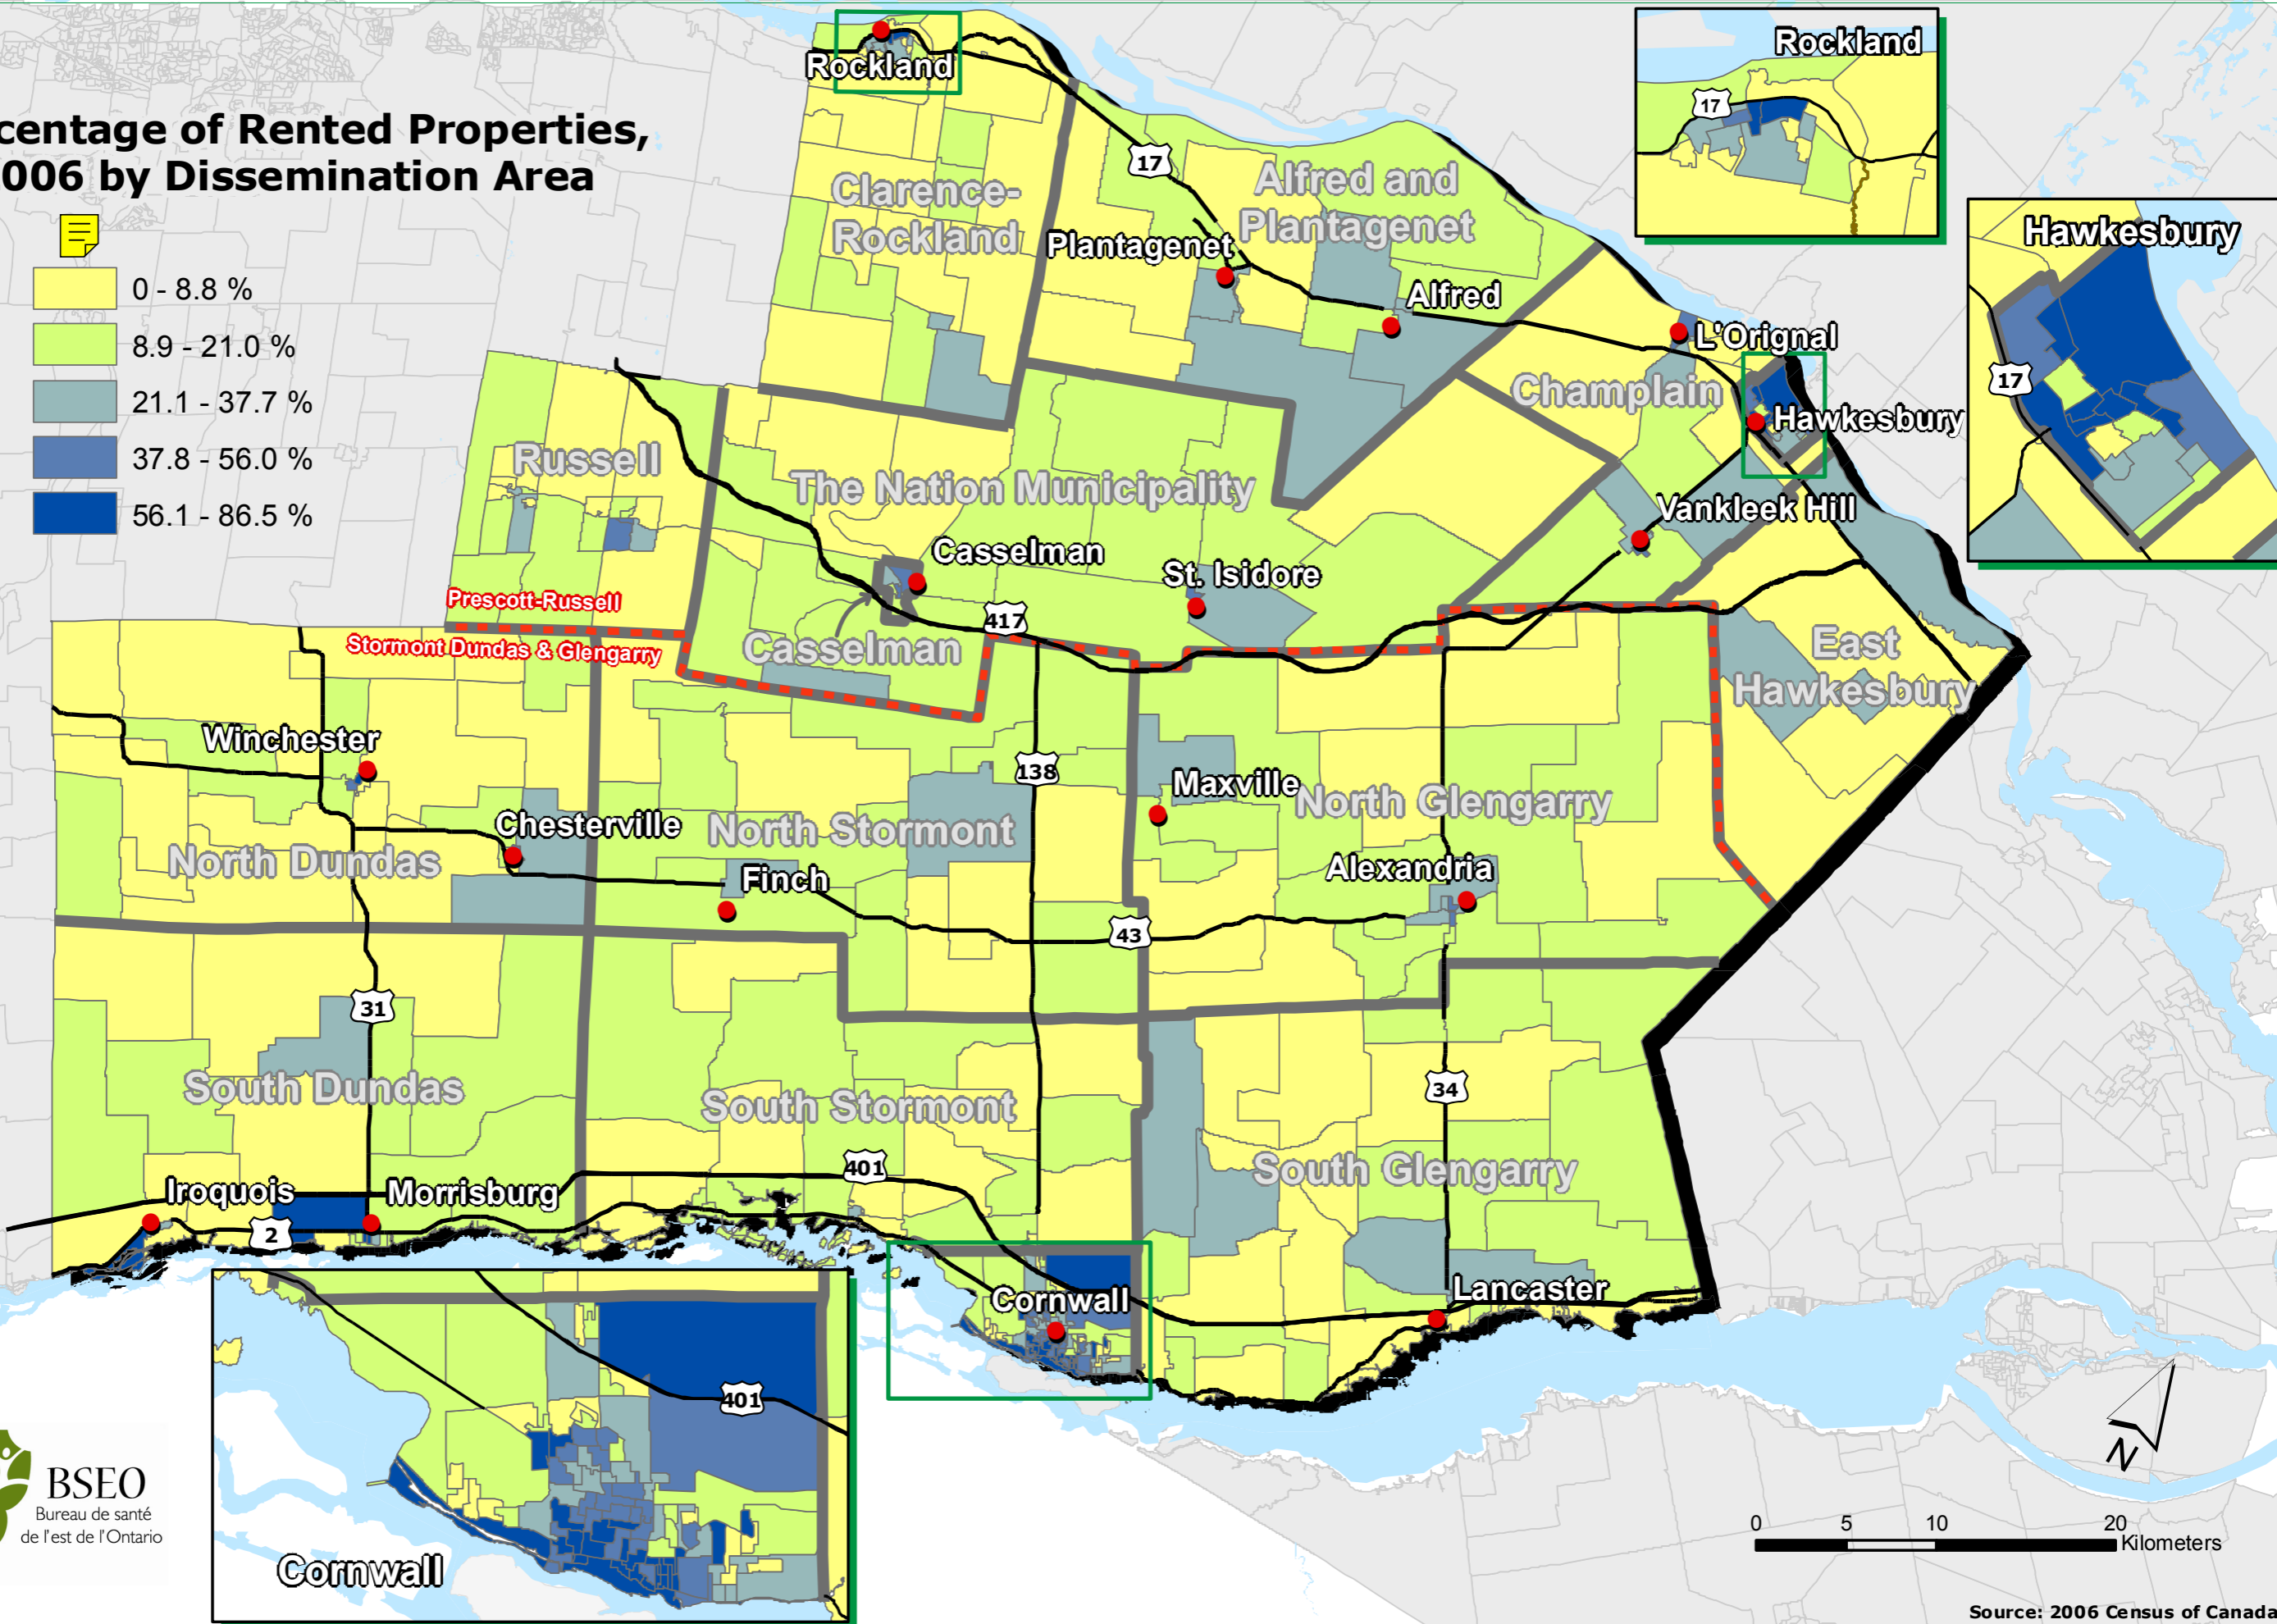 centage of Rented Properties,
006 by Dissemination Area
0 - 8.8 %
8.9 - 21.0 %
21.1 - 37.7 %
37.8 - 56.0 %
56.1 - 86.5 %
Rockland
Clarence-
Rockland
17
Alfred and
Plantagenet
Plantagenet
Alfred
L'Orignal
Champlain
Hawkesbury
Vankleek Hill
Russell
The Nation Municipality
Casselman
St. Isidore
417
Casselman
Prescott-Russell
Stormont Dundas & Glengarry
East
Hawkesbury
Winchester
138
Maxville
North Glengarry
Chesterville
North Stormont
North Dundas
Finch
Alexandria
43
31
South Dundas
South Stormont
34
South Glengarry
401
Iroquois
Morrisburg
2
Cornwall
Lancaster
Rockland
17
Hawkesbury
17
401
Cornwall
BSEO
Bureau de santé
de l'est de l'Ontario
N
0 5 10 20
Kilometers
Source: 2006 Census of Canada